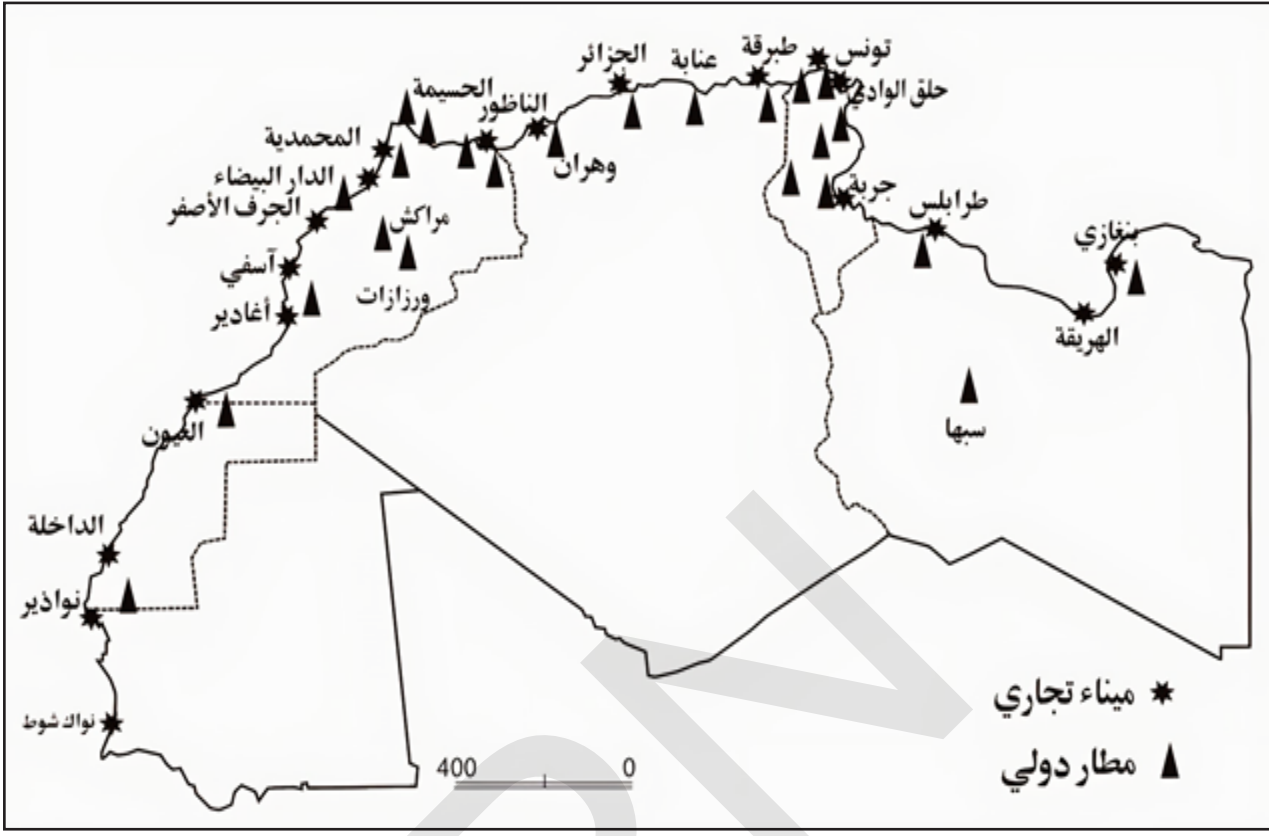 تونس
طبرقة
عنابة
الجزائر
حلق الوادي
الحسيمة
الناظور
المحمدية
وهران
الدار البيضاء
جربة
الجرف الأصفر
مراكش
طرابلس
بنغازي
آسفي
ورزازات
أغادير
الهريقة
العيون
سبها
الداخلة
نواذير
ميناء تجاري
نواك شوط
مطار دولي
400 0